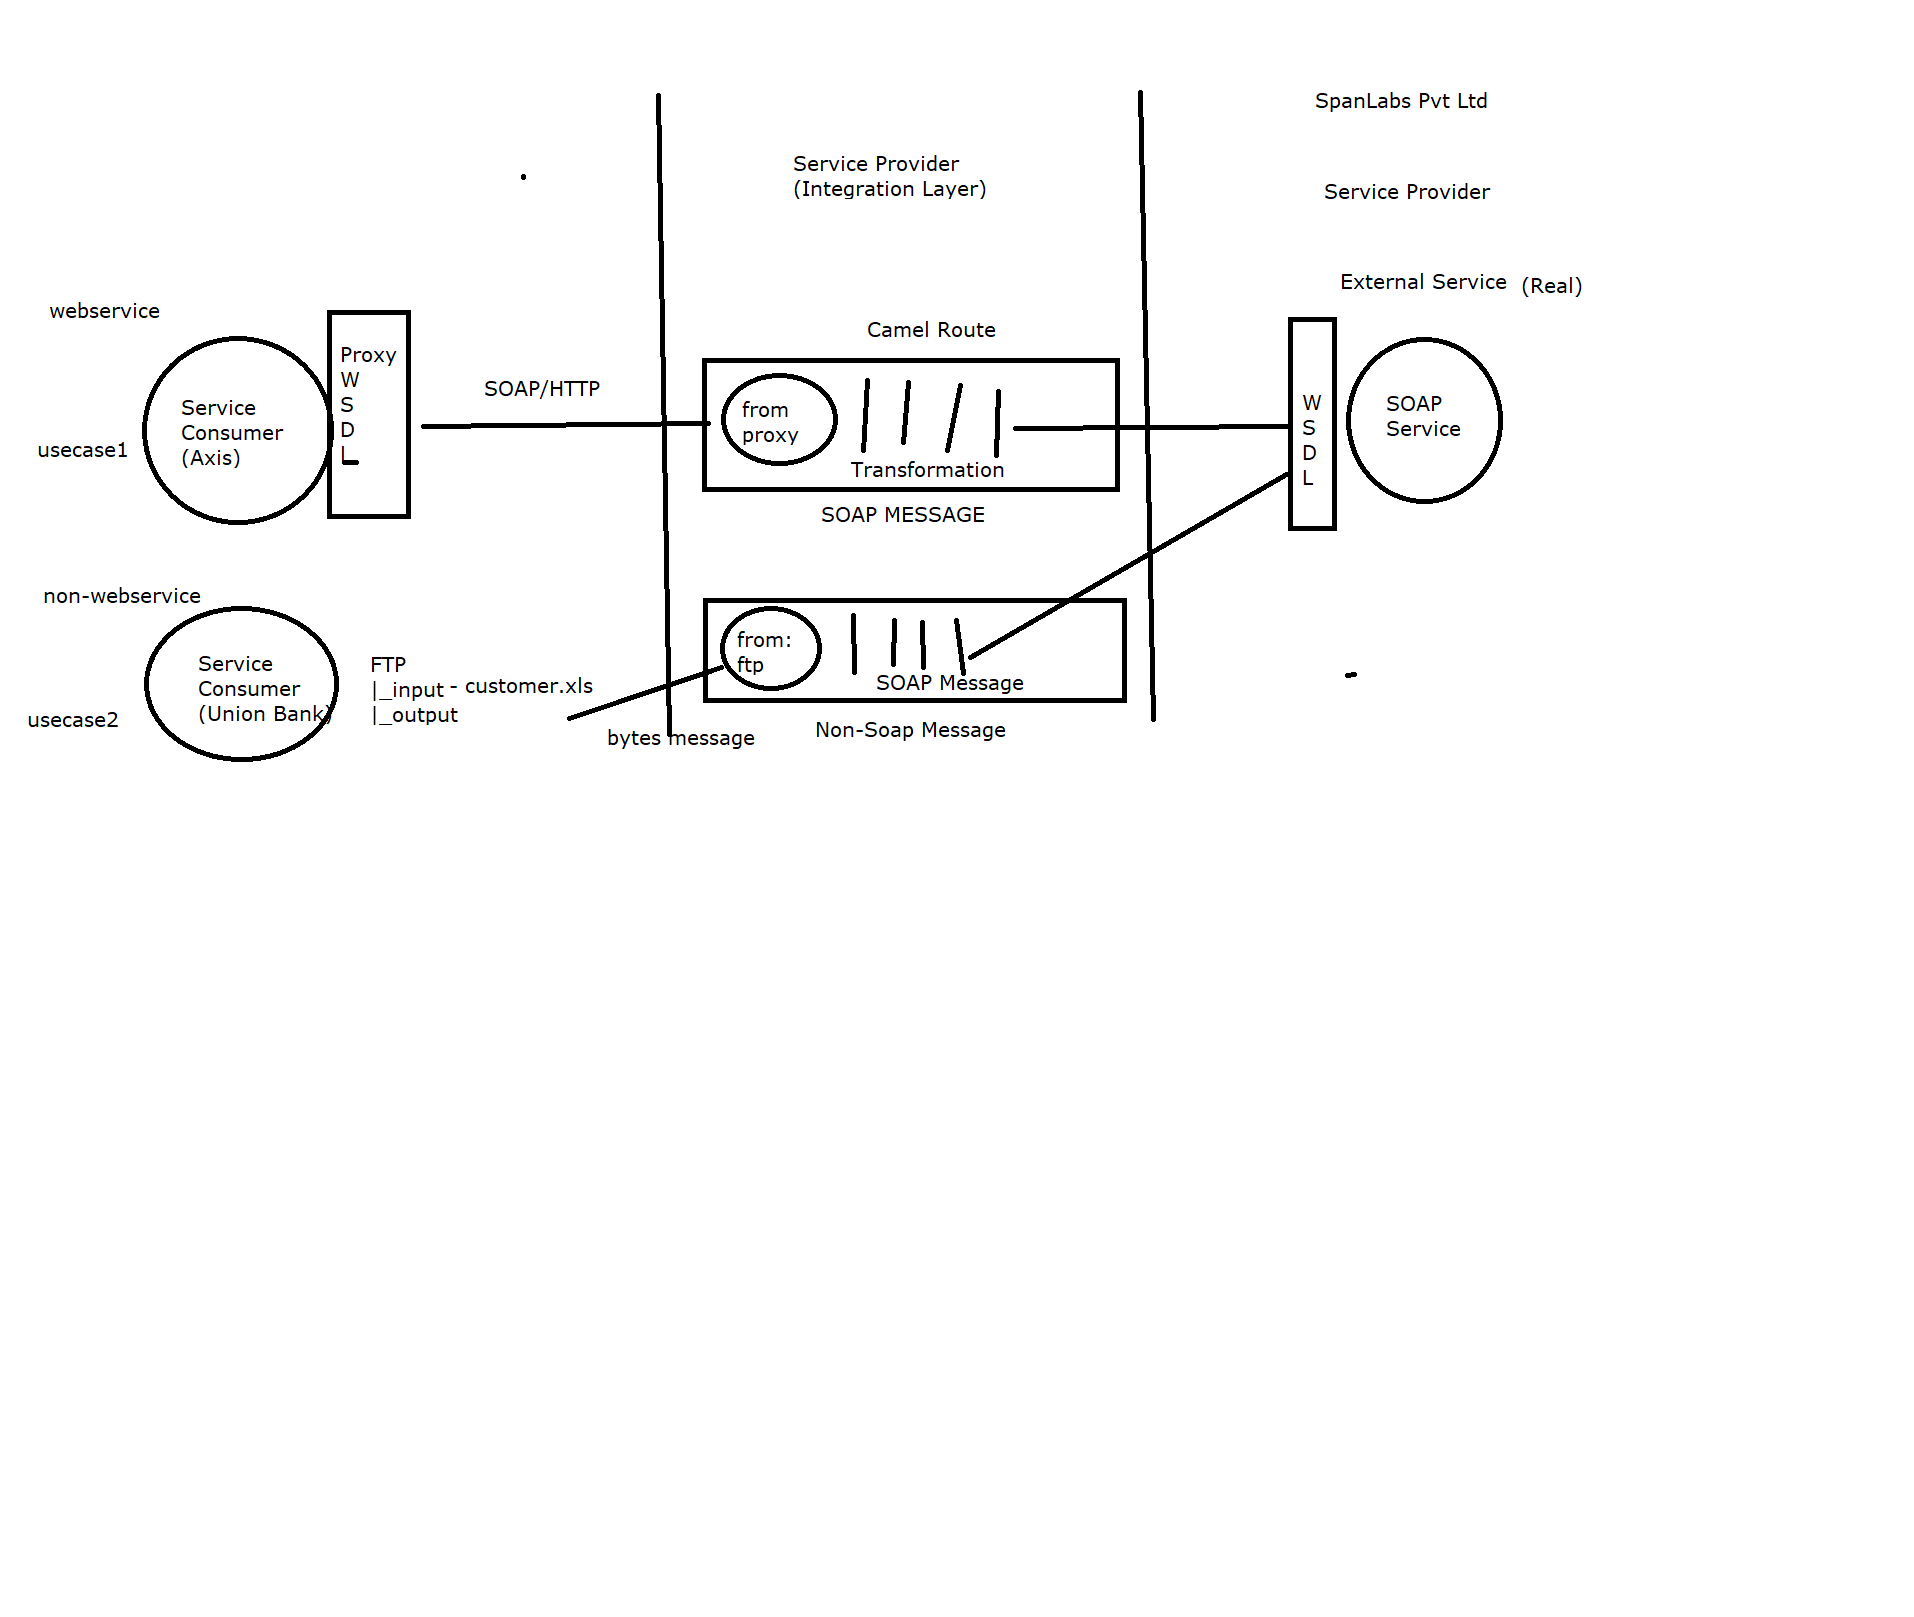 SpanLabs Pvt Ltd
Service Provider
(Integration Layer)
Service Provider
External Service (Real)
webservice
Camel Route
Proxy
W
S
D
L
SOAP/HTTP
Service
Consumer
(Axis)
usecase1
from
proxy
Transformation
SOAP MESSAGE
W
S
D
L
SOAP
Service
non-webservice
Service
Consumer
(Union Bank)
usecase2
FTP
|_input - customer.xls
|_output
bytes message
from:
ftp
SOAP Message
Non-Soap Message